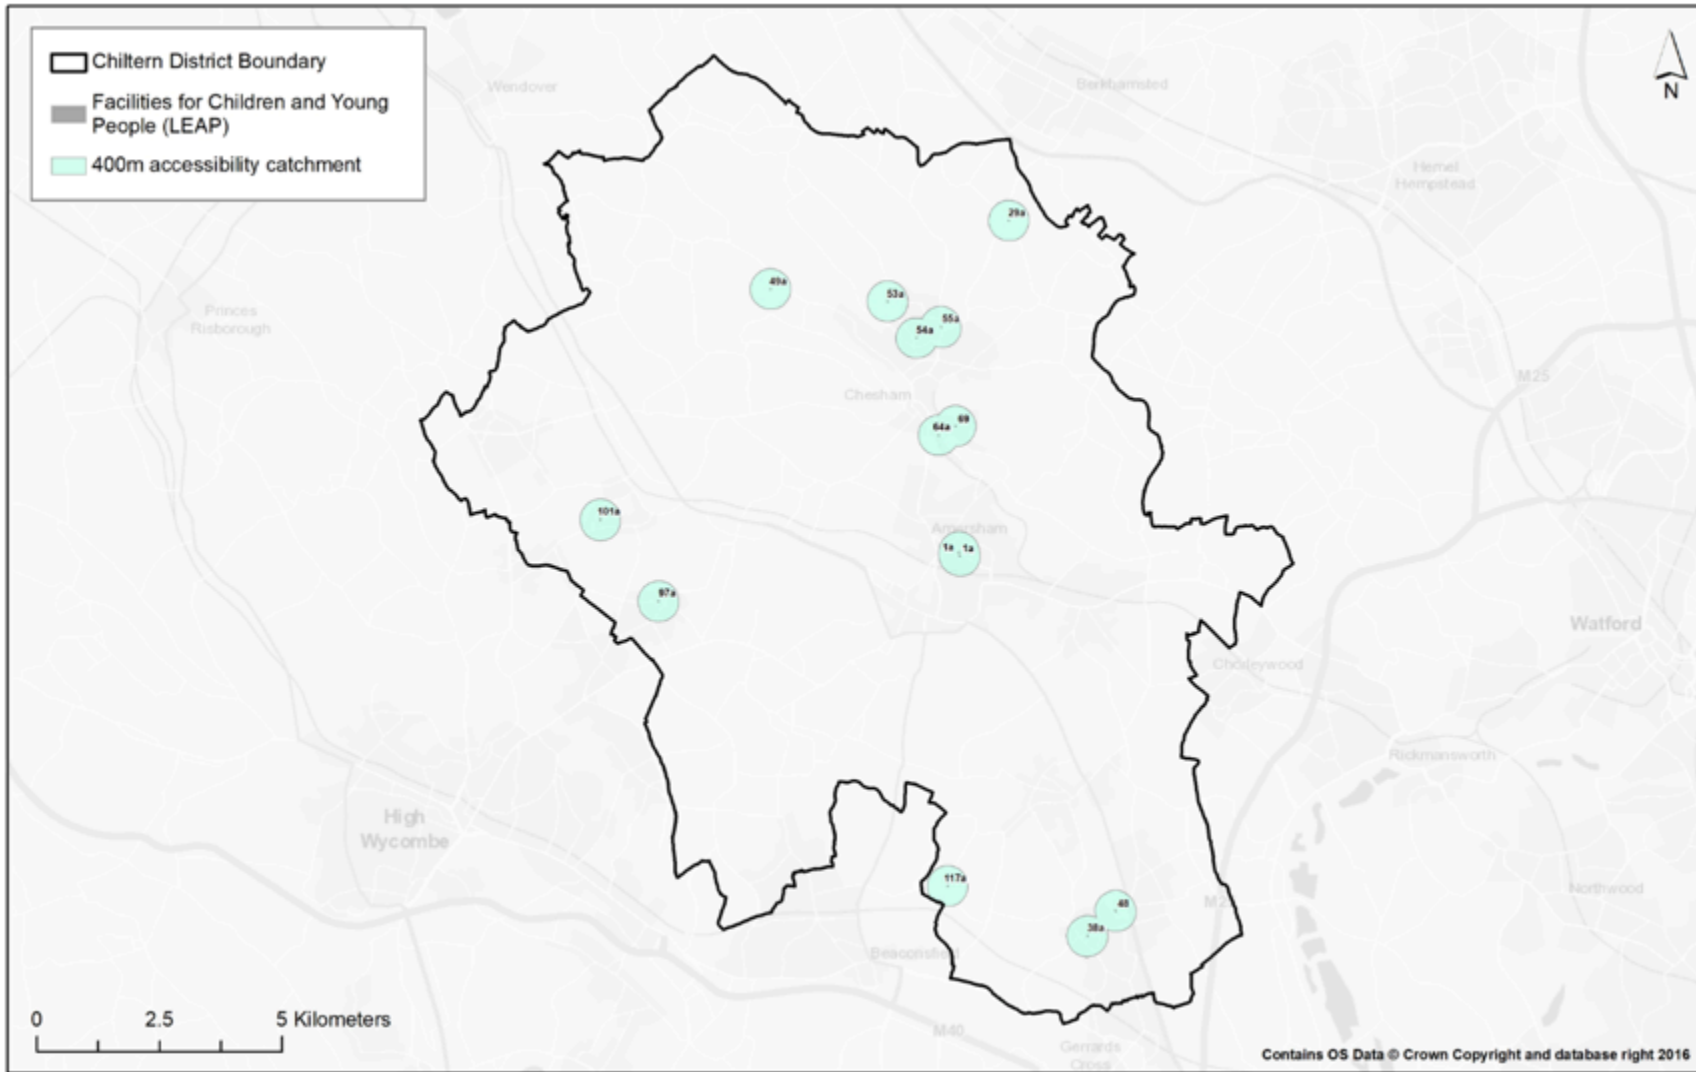 Chiltern District Boundary
Facilities for Children and Young
People (LEAP)
400m accessibility catchment
N
Wendover
Berkhamsted
Hemel
Hempstead
29a
49a
53a
55a
54a
Princes
Risborough
M25
Chesham
69
64a
101a
Amersham
1a 1a
97a
Watford
Chorleywood
Rickmansworth
High
Wycombe
117a
Northwood
48
M25
38a
Beaconsfield
0 2.5 5 Kilometers
M40
Gerrards
Cross
Contains OS Data © Crown Copyright and database right 2016